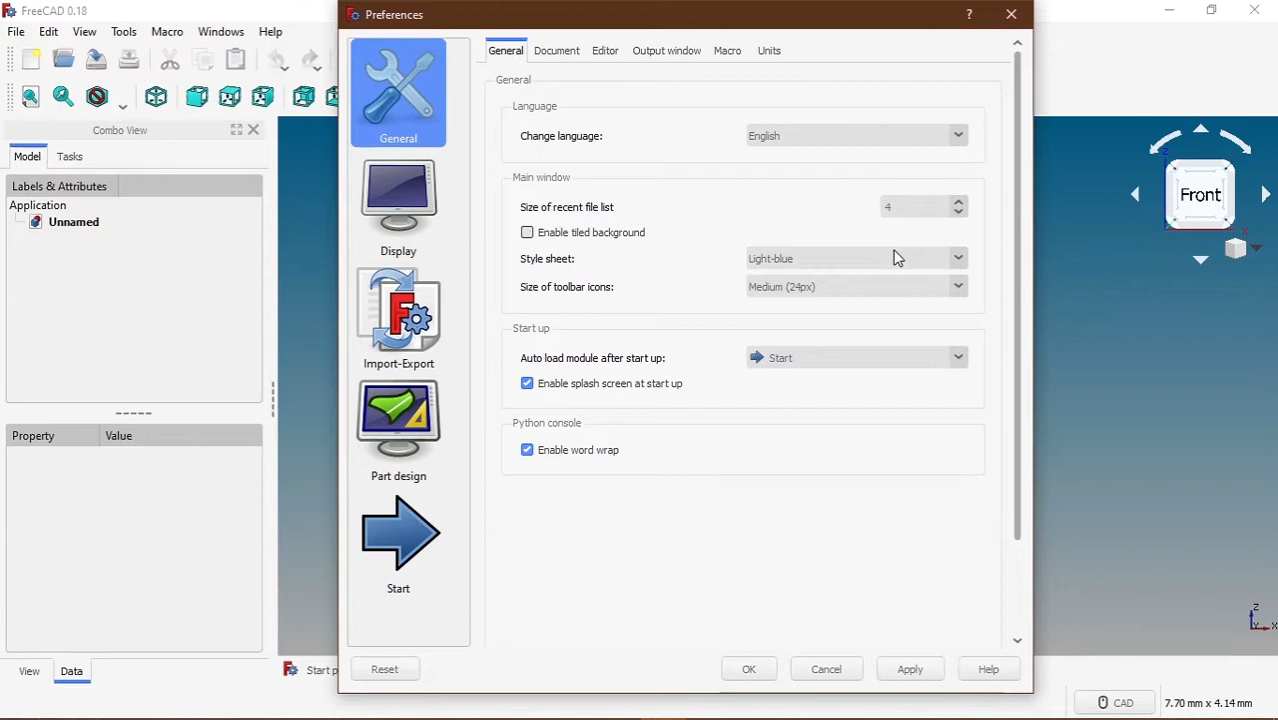 FreeCAD 0.18
Preferences
?
File Edit View Tools Macro Windows Help
Combo View
Model Tasks
Labels & Attributes
Application
Unnamed
Property Value
View Data
General
Display
Import-Export
Part design
Start
General Document Editor Output window Macro Units
General
Language
Change language: English
Main window
Size of recent file list 4
Enable tiled background
Style sheet: Light-blue
Size of toolbar icons: Medium (24px)
Start up
Auto load module after start up: Start
Enable splash screen at start up
Python console
Enable word wrap
Reset OK Cancel Apply Help
Front
Z
X
Z
Y X
CAD 7.70 mm x 4.14 mm